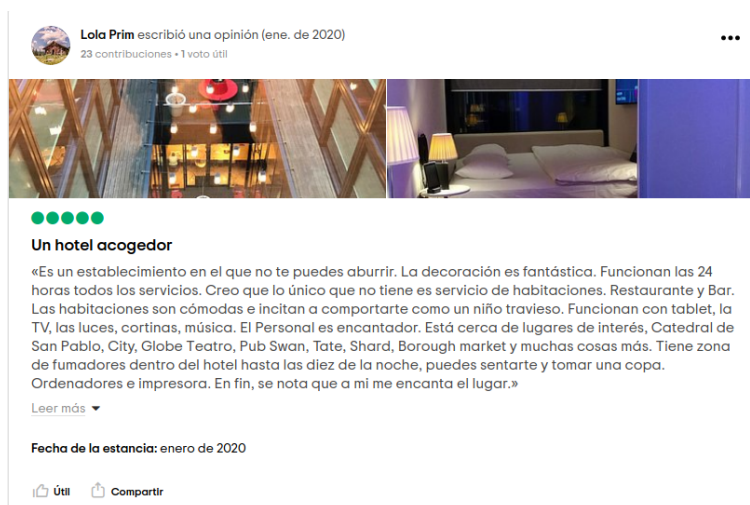 Lola Prim escribió una opinión (ene. de 2020)
23 contribuciones • 1 voto útil
Un hotel acogedor
«Es un establecimiento en el que no te puedes aburrir. La decoración es fantástica. Funcionan las 24
horas todos los servicios. Creo que lo único que no tiene es servicio de habitaciones. Restaurante y Bar.
Las habitaciones son cómodas e incitan a comportarte como un niño travieso. Funcionan con tablet, la
TV, las luces, cortinas, música. El Personal es encantador. Está cerca de lugares de interés, Catedral de
San Pablo, City, Globe Teatro, Pub Swan, Tate, Shard, Borough market y muchas cosas más. Tiene zona
de fumadores dentro del hotel hasta las diez de la noche, puedes sentarte y tomar una copa.
Ordenadores e impresora. En fin, se nota que a mi me encanta el lugar.»
Leer más
Fecha de la estancia: enero de 2020
Útil Compartir